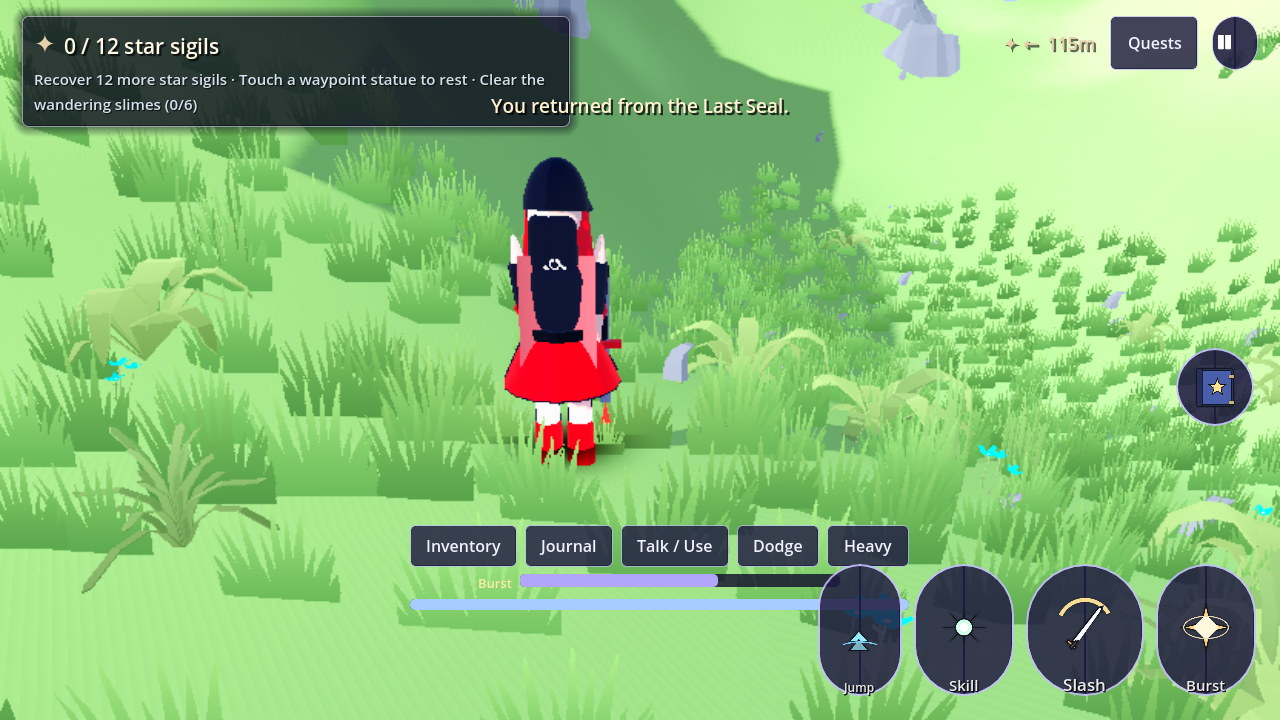 0 / 12 star sigils
Recover 12 more star sigils · Touch a waypoint statue to rest · Clear the
wandering slimes (0/6)
115m
Quests
You returned from the Last Seal.
Inventory
Journal
Talk / Use
Dodge
Heavy
Burst
Jump
Skill
Slash
Burst